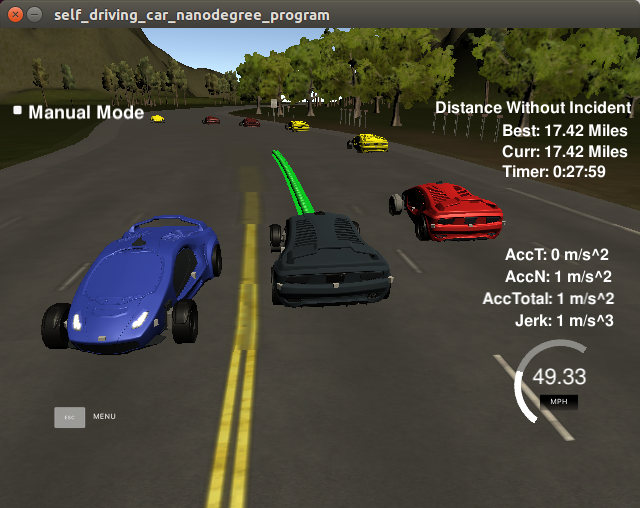 self_driving_car_nanodegree_program
Manual Mode
Distance Without Incident
Best: 17.42 Miles
Curr: 17.42 Miles
Timer: 0:27:59
AccT: 0 m/s^2
AccN: 1 m/s^2
AccTotal: 1 m/s^2
Jerk: 1 m/s^3
49.33
MPH
ESC MENU